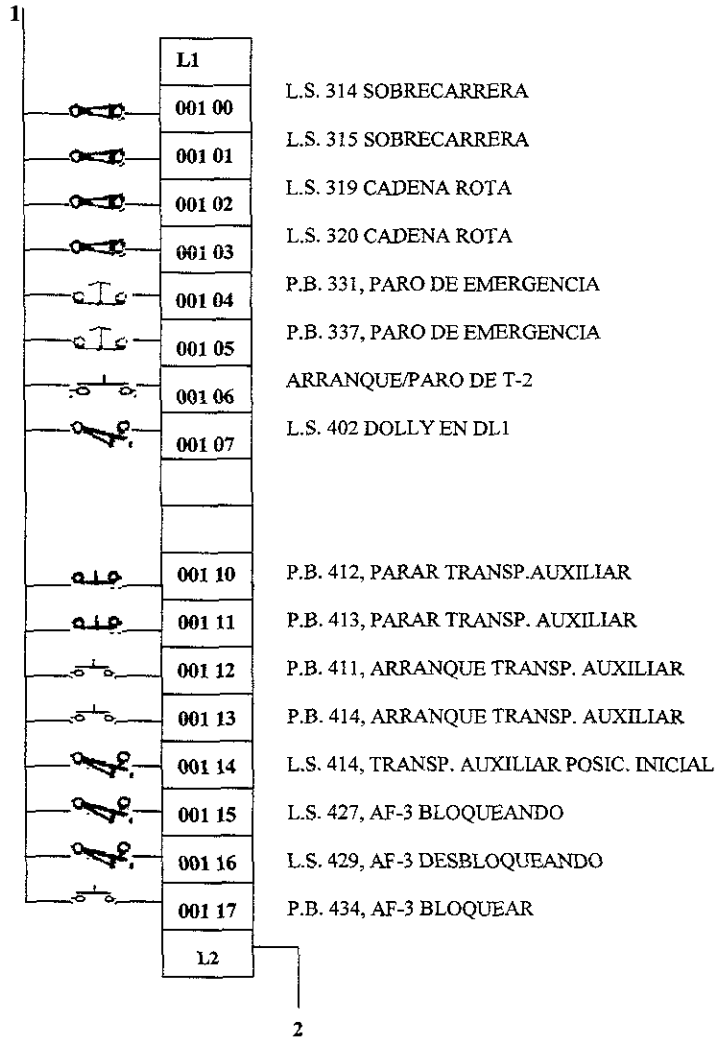 1
L1
001 00 L.S. 314 SOBRECARRERA
001 01 L.S. 315 SOBRECARRERA
001 02 L.S. 319 CADENA ROTA
001 03 L.S. 320 CADENA ROTA
001 04 P.B. 331, PARO DE EMERGENCIA
001 05 P.B. 337, PARO DE EMERGENCIA
001 06 ARRANQUE/PARO DE T-2
001 07 L.S. 402 DOLLY EN DL1
001 10 P.B. 412, PARAR TRANSP.AUXILIAR
001 11 P.B. 413, PARAR TRANSP. AUXILIAR
001 12 P.B. 411, ARRANQUE TRANSP. AUXILIAR
001 13 P.B. 414, ARRANQUE TRANSP. AUXILIAR
001 14 L.S. 414, TRANSP. AUXILIAR POSIC. INICIAL
001 15 L.S. 427, AF-3 BLOQUEANDO
001 16 L.S. 429, AF-3 DESBLOQUEANDO
001 17 P.B. 434, AF-3 BLOQUEAR
L2
2